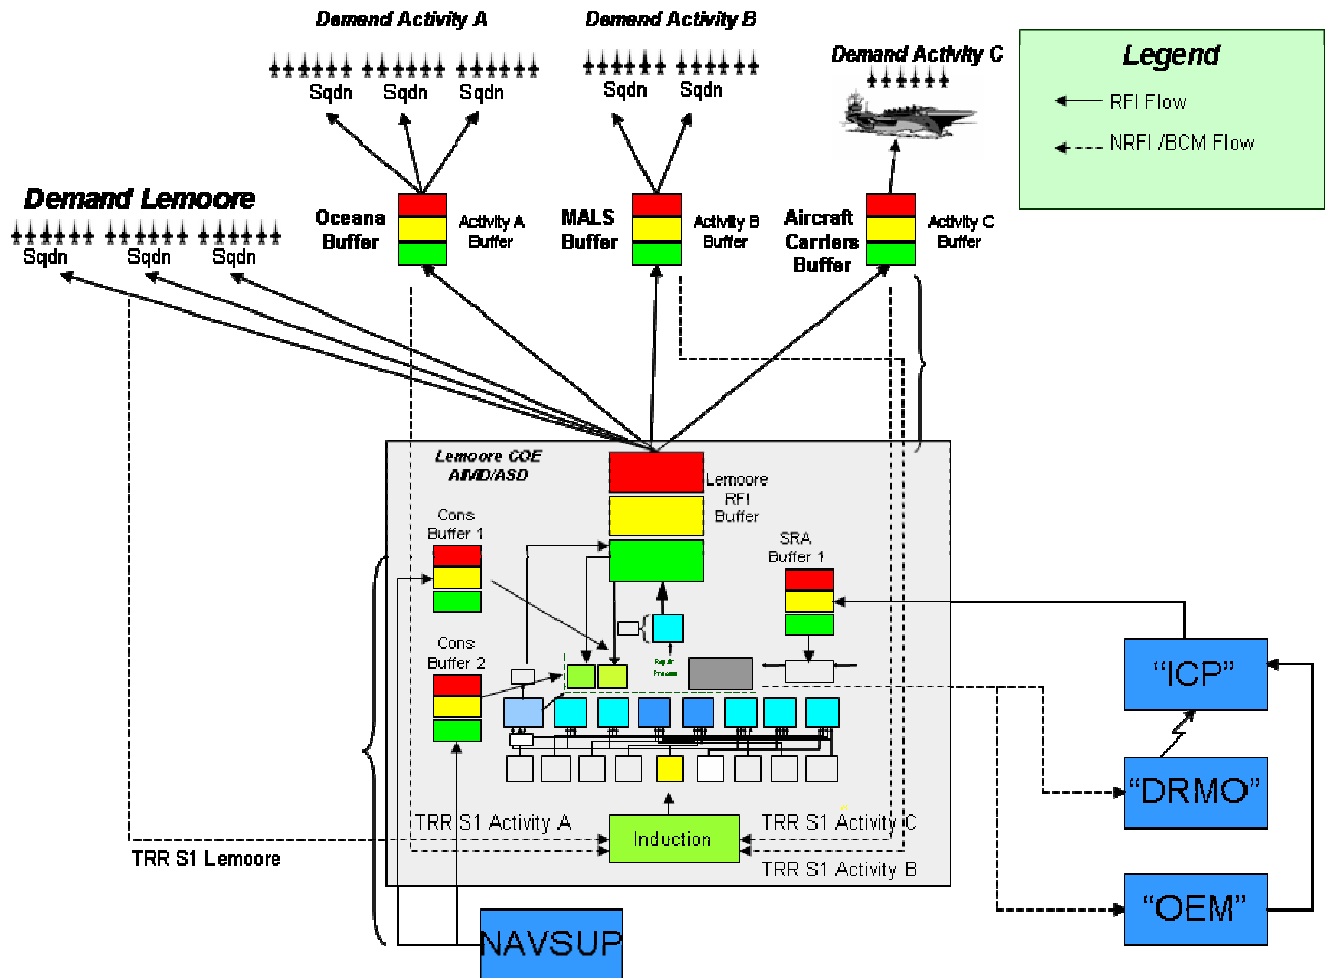 Demand Activity A
Demand Activity B
Demand Activity C
Legend
RFI Flow
NRFI /BCM Flow
Sqdn
Sqdn
Sqdn
Sqdn
Sqdn
Demand Lemoore
Sqdn
Sqdn
Sqdn
Oceana
Buffer
Activity A
Buffer
MALS
Buffer
Activity B
Buffer
Aircraft
Carriers
Buffer
Activity C
Buffer
Lemoore COE
AIMD/ASD
Lemoore
RFI
Buffer
Cons
Buffer 1
SRA
Buffer 1
Cons
Buffer 2
Repair
Process
"ICP"
"DRMO"
"OEM"
TRR S1 Activity A
Induction
TRR S1 Activity C
TRR S1 Activity B
TRR S1 Lemoore
NAVSUP